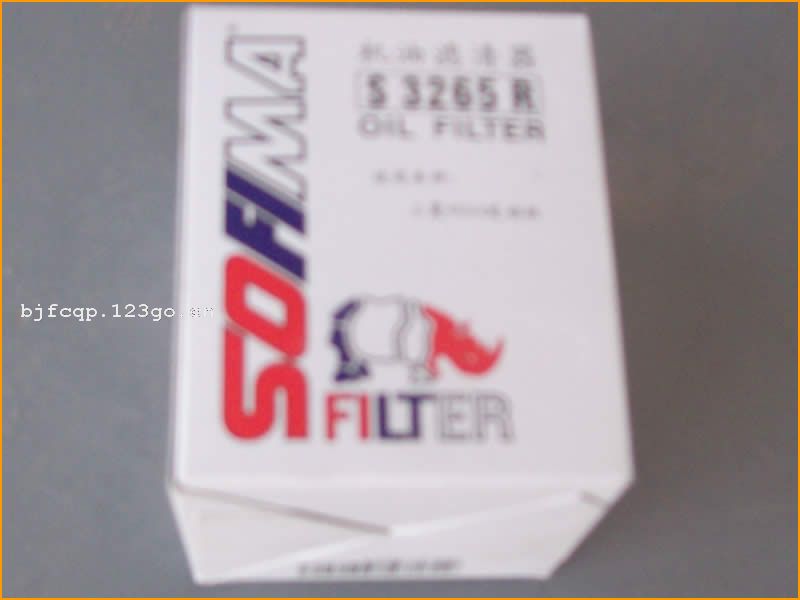 机油滤清器
S 3265 R
OIL FILTER
SOFIMA
FILTER
bjfcqp.123go.cn